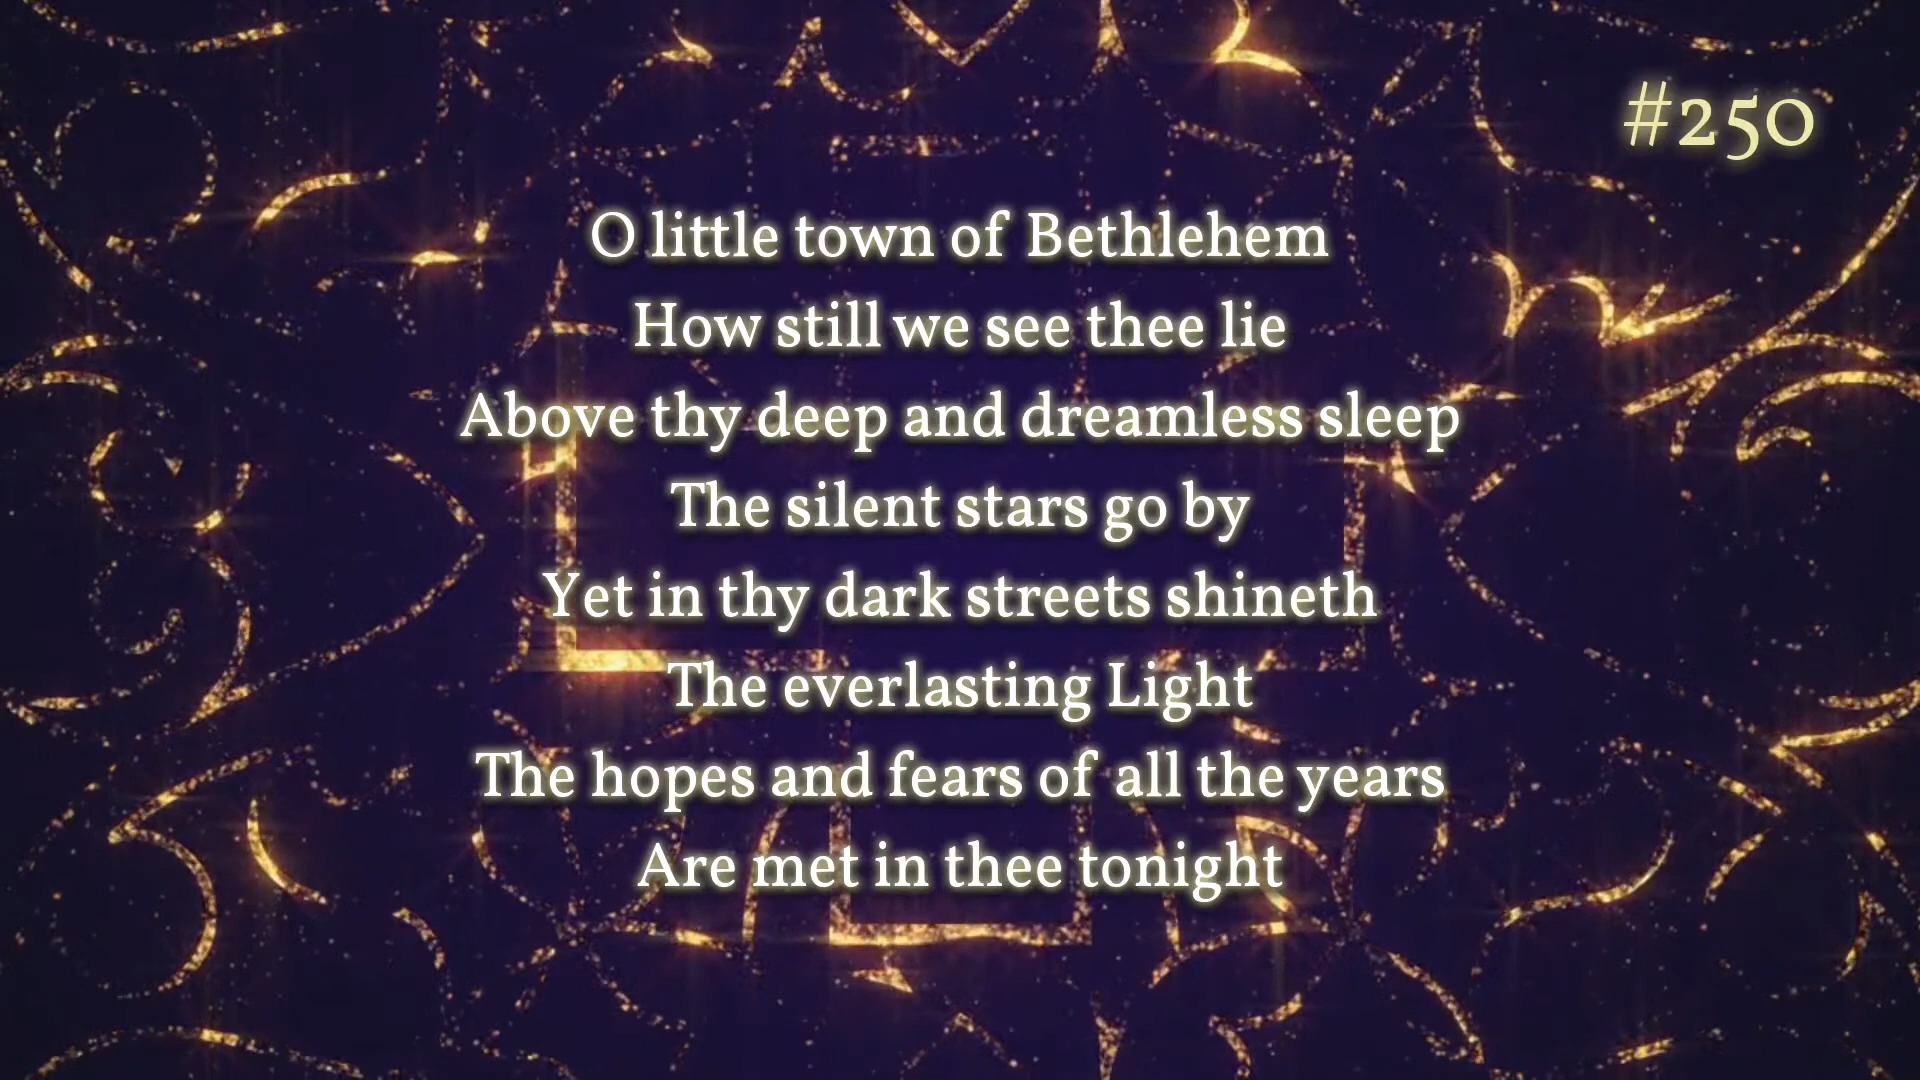 #250
O little town of Bethlehem
How still we see thee lie
Above thy deep and dreamless sleep
The silent stars go by
Yet in thy dark streets shineth
The everlasting Light
The hopes and fears of all the years
Are met in thee tonight